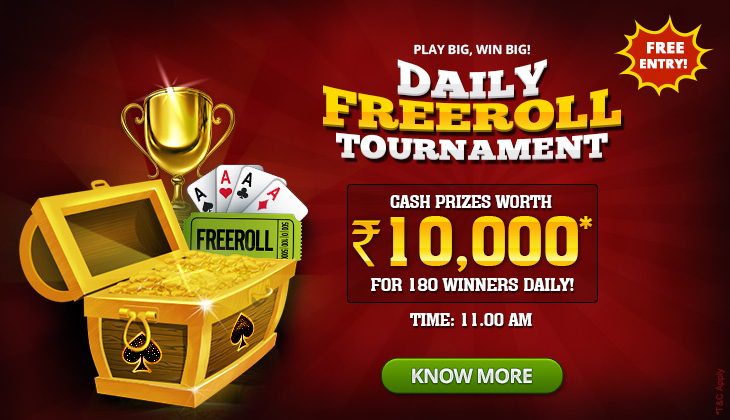 PLAY BIG, WIN BIG!
DAILY
FREEROLL
TOURNAMENT
FREE
ENTRY!
CASH PRIZES WORTH
₹10,000*
FOR 180 WINNERS DAILY!
TIME: 11.00 AM
KNOW MORE
A
A
A
A
FREEROLL
*T&C Apply